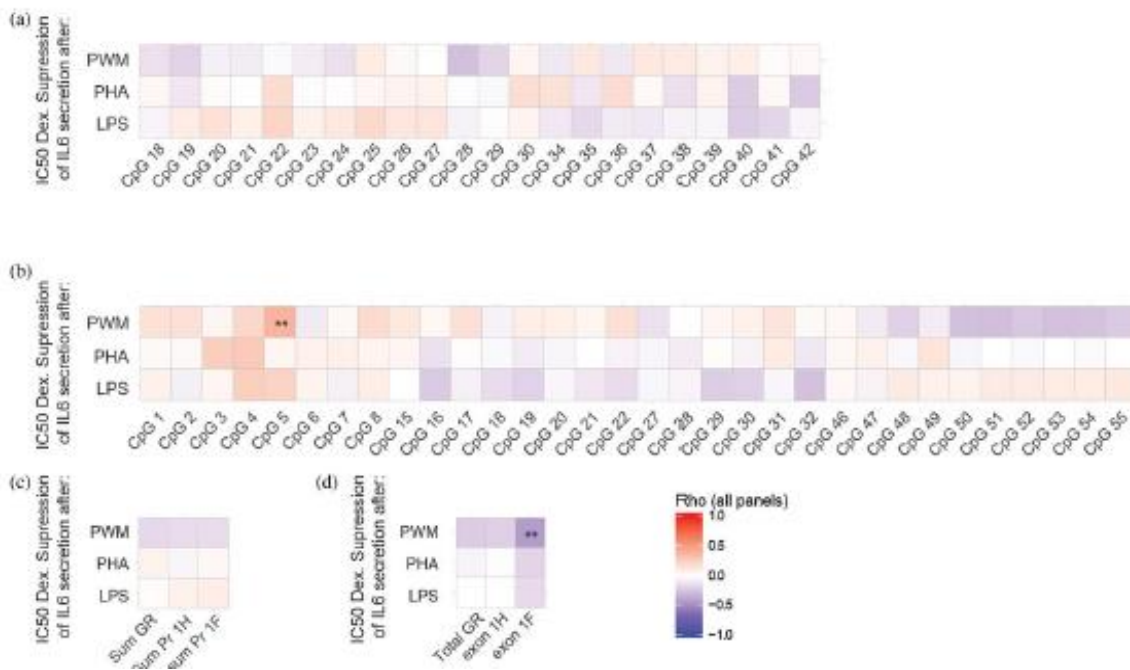 (a)
IC50 Dex. Supression
of IL6 secretion after:
PWM
PHA
LPS
CpG 18 CpG 19 CpG 20 CpG 21 CpG 22 CpG 23 CpG 24 CpG 25 CpG 26 CpG 27 CpG 28 CpG 29 CpG 30 CpG 34 CpG 35 CpG 36 CpG 37 CpG 38 CpG 39 CpG 40 CpG 41 CpG 42
(b)
IC50 Dex. Supression
of IL6 secretion after:
PWM
**
PHA
LPS
CpG 1 CpG 2 CpG 3 CpG 4 CpG 5 CpG 6 CpG 7 CpG 8 CpG 15 CpG 16 CpG 17 CpG 18 CpG 19 CpG 20 CpG 21 CpG 22 CpG 27 CpG 28 CpG 29 CpG 30 CpG 31 CpG 32 CpG 46 CpG 47 CpG 48 CpG 49 CpG 50 CpG 51 CpG 52 CpG 53 CpG 54 CpG 55
(c)
IC50 Dex. Supression
of IL6 secretion after:
PWM
PHA
LPS
Sum GR Sum Pr 1H sum Pr 1F
(d)
IC50 Dex. Supression
of IL6 secretion after:
PWM
**
PHA
LPS
Total GR exon 1H exon 1F
Rho (all panels)
1.0
0.5
0.0
-0.5
-1.0